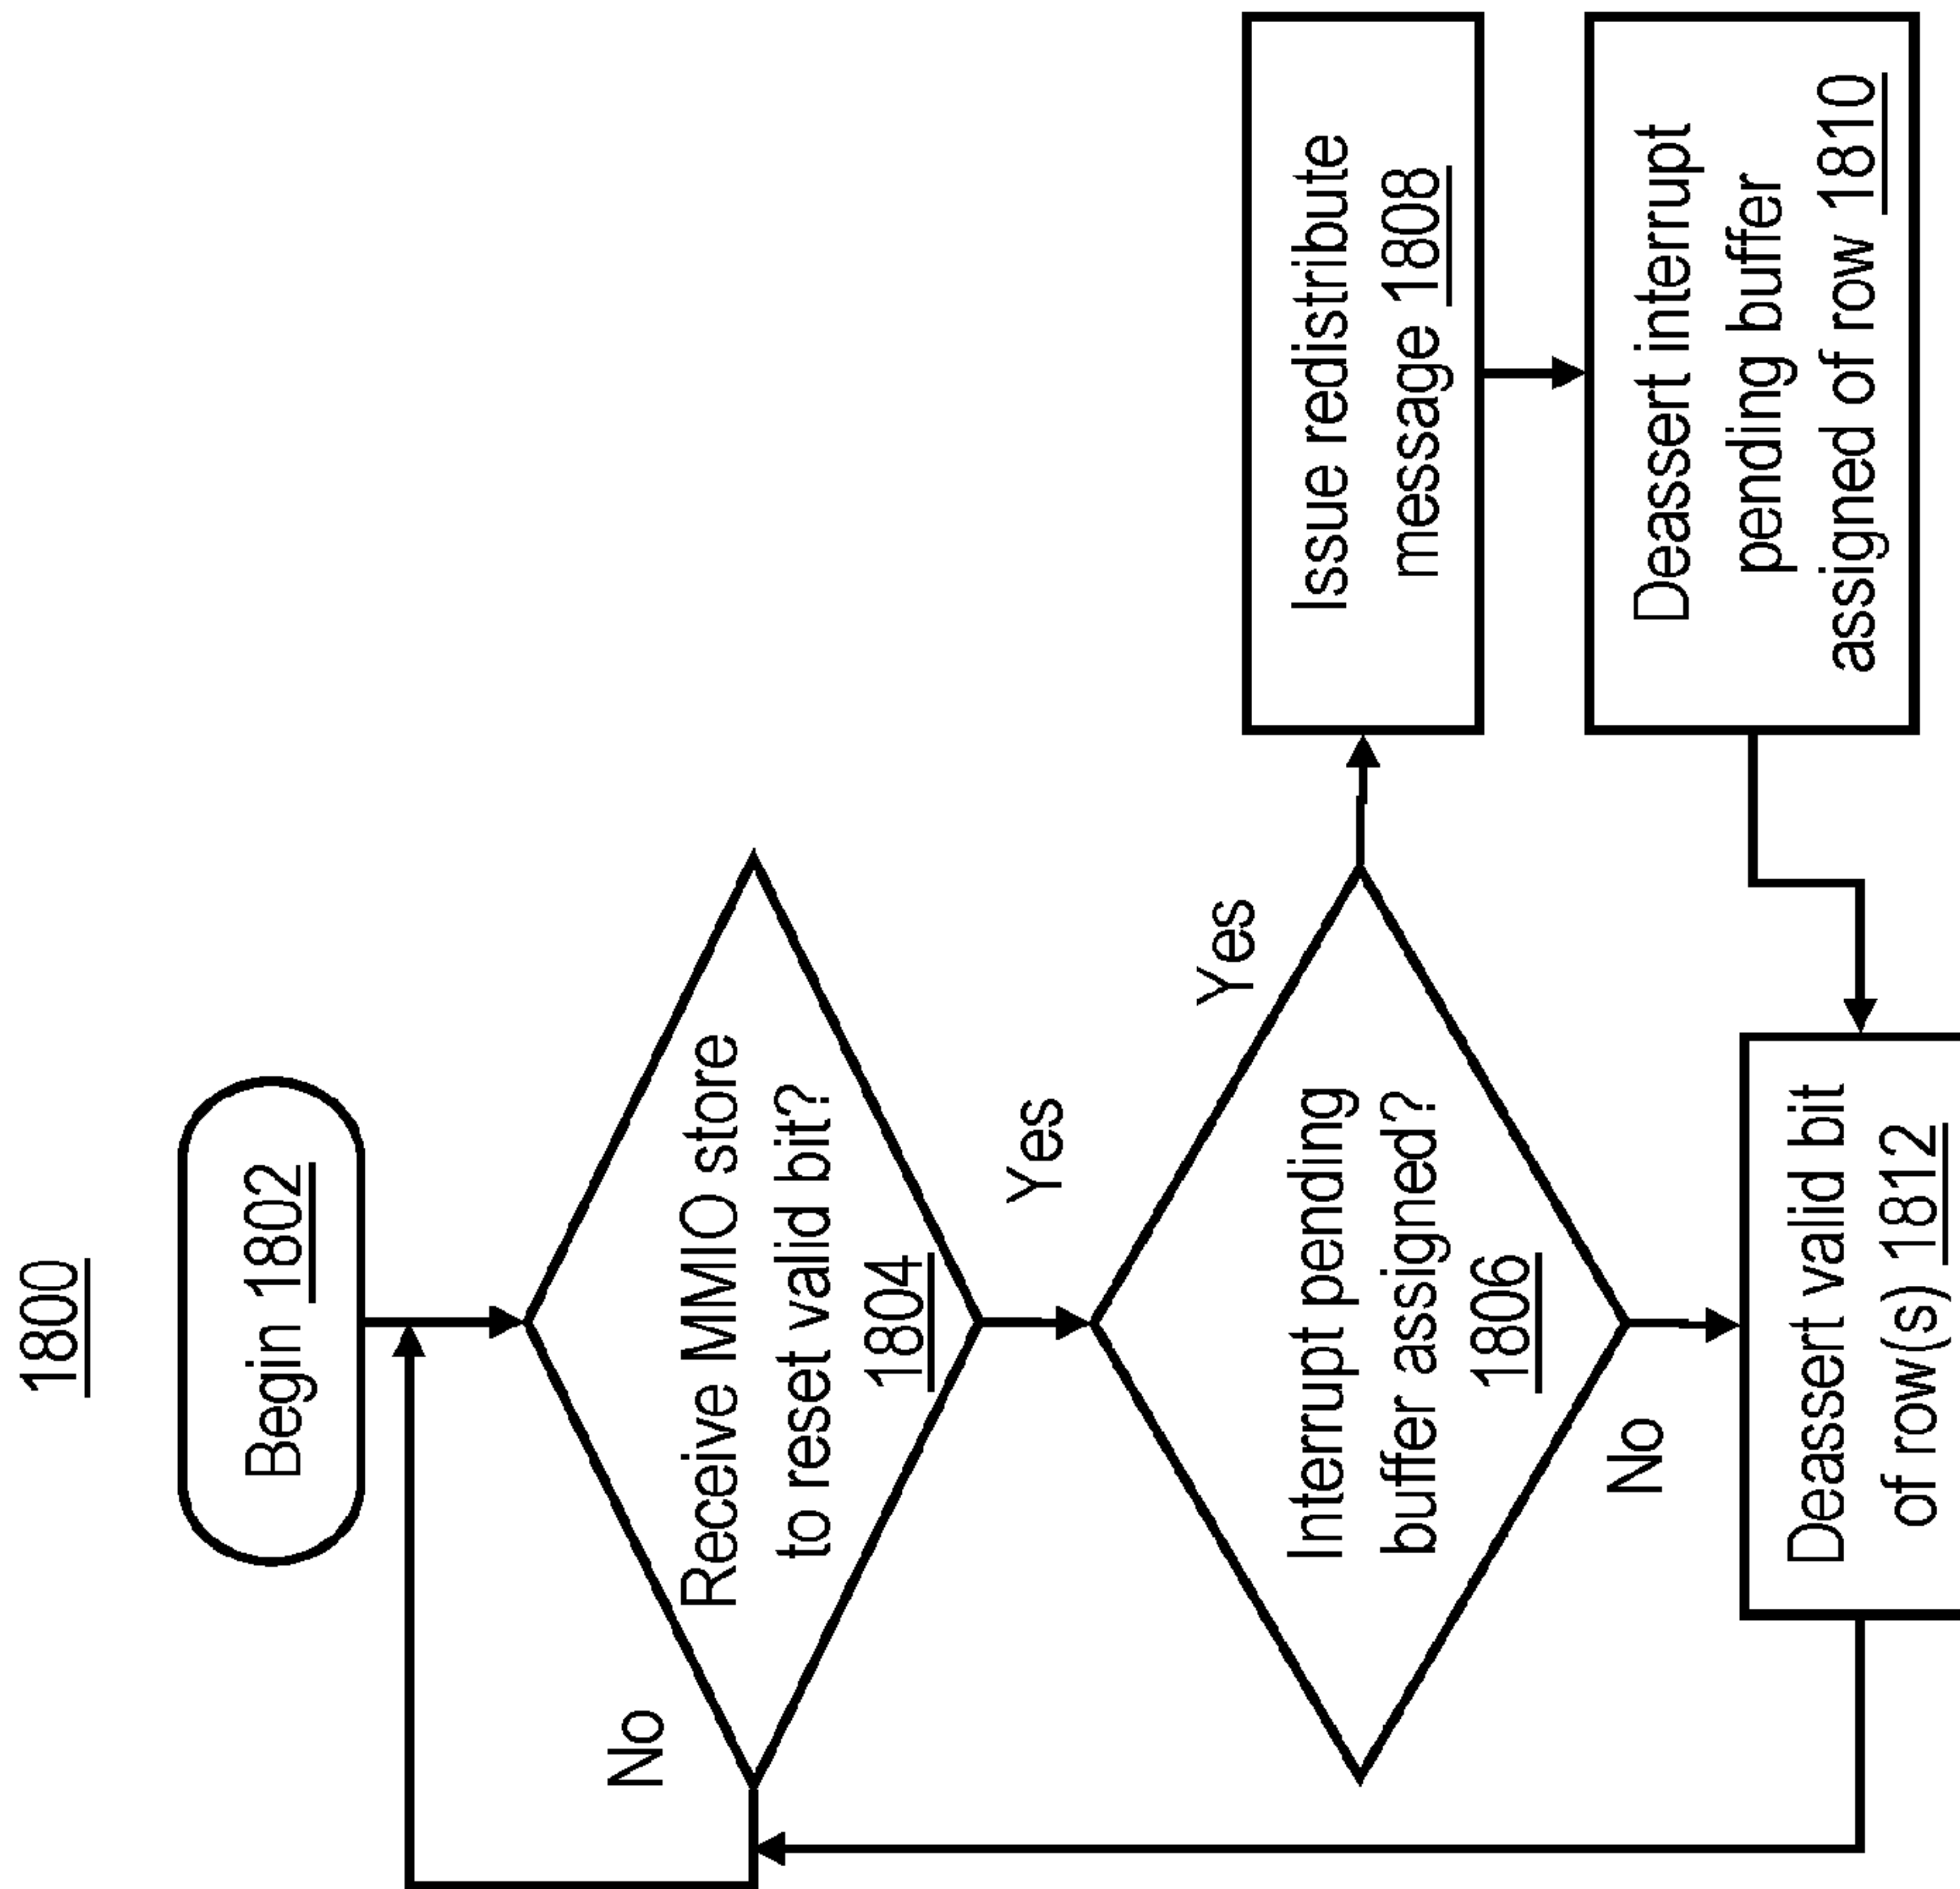 1800
Begin 1802
Receive MMIO store
to reset valid bit?
1804
No
Yes
Interrupt pending
buffer assigned?
1806
Yes
No
Issue redistribute
message 1808
Deassert interrupt
pending buffer
assigned of row 1810
Deassert valid bit
of row(s) 1812